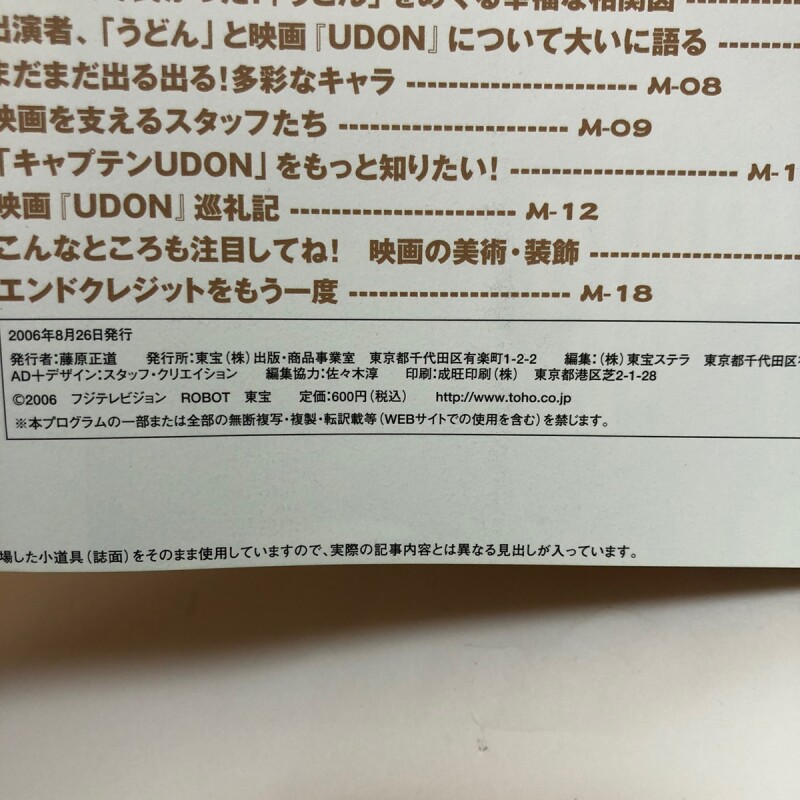 「うどん」をめぐる幸福な相関図
出演者、「うどん」と映画『UDON』について大いに語る
まだまだ出る出る!多彩なキャラ M-08
映画を支えるスタッフたち M-09
「キャプテンUDON」をもっと知りたい! M-1
映画『UDON』巡礼記 M-12
こんなところも注目してね! 映画の美術・装飾
エンドクレジットをもう一度 M-18
2006年8月26日発行
発行者:藤原正道 発行所:東宝(株)出版・商品事業室 東京都千代田区有楽町1-2-2 編集:(株)東宝ステラ 東京都千代田区
AD+デザイン:スタッフ・クリエイション 編集協力:佐々木淳 印刷:成旺印刷(株) 東京都港区芝2-1-28
©2006 フジテレビジョン ROBOT 東宝 定価:600円(税込) http://www.toho.co.jp
※本プログラムの一部または全部の無断複写・複製・転訳載等(WEBサイトでの使用を含む)を禁じます。
場した小道具(誌面)をそのまま使用していますので、実際の記事内容とは異なる見出しが入っています。